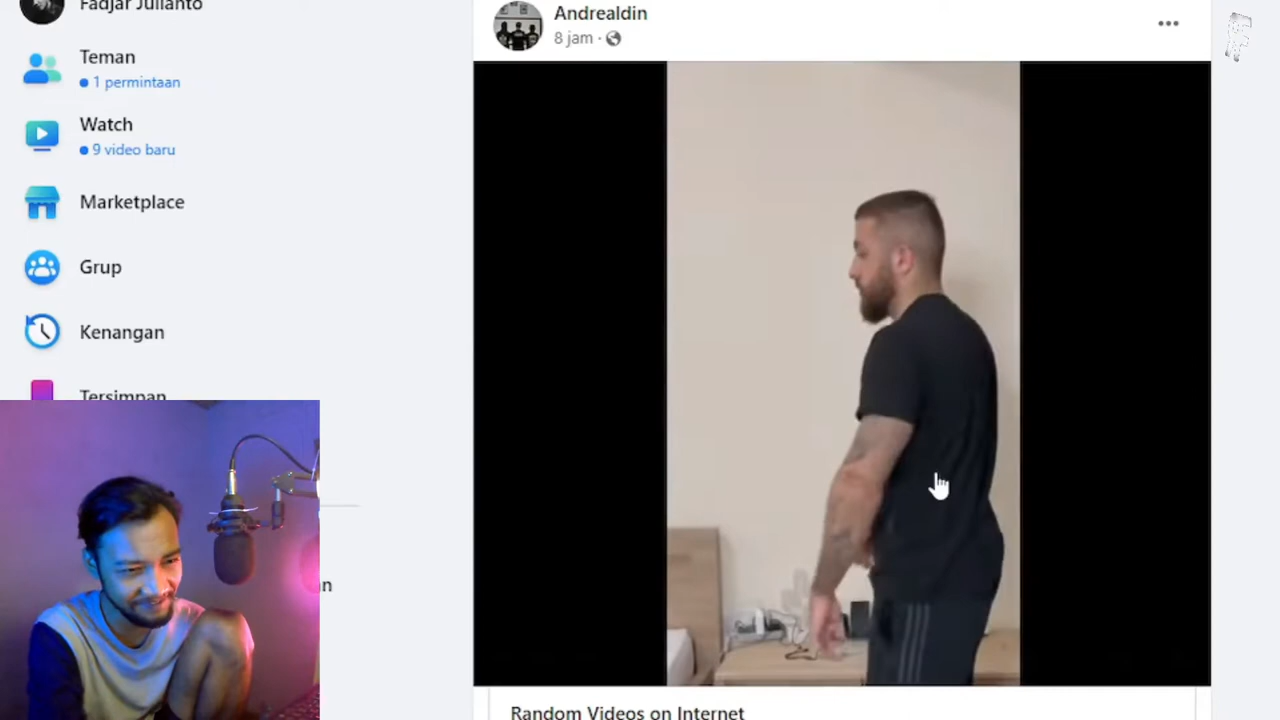 Fadjar Julianto
Teman
1 permintaan
Watch
9 video baru
Marketplace
Grup
Kenangan
Tersimpan
Andrealdin
8 jam ·
Random Videos on Internet